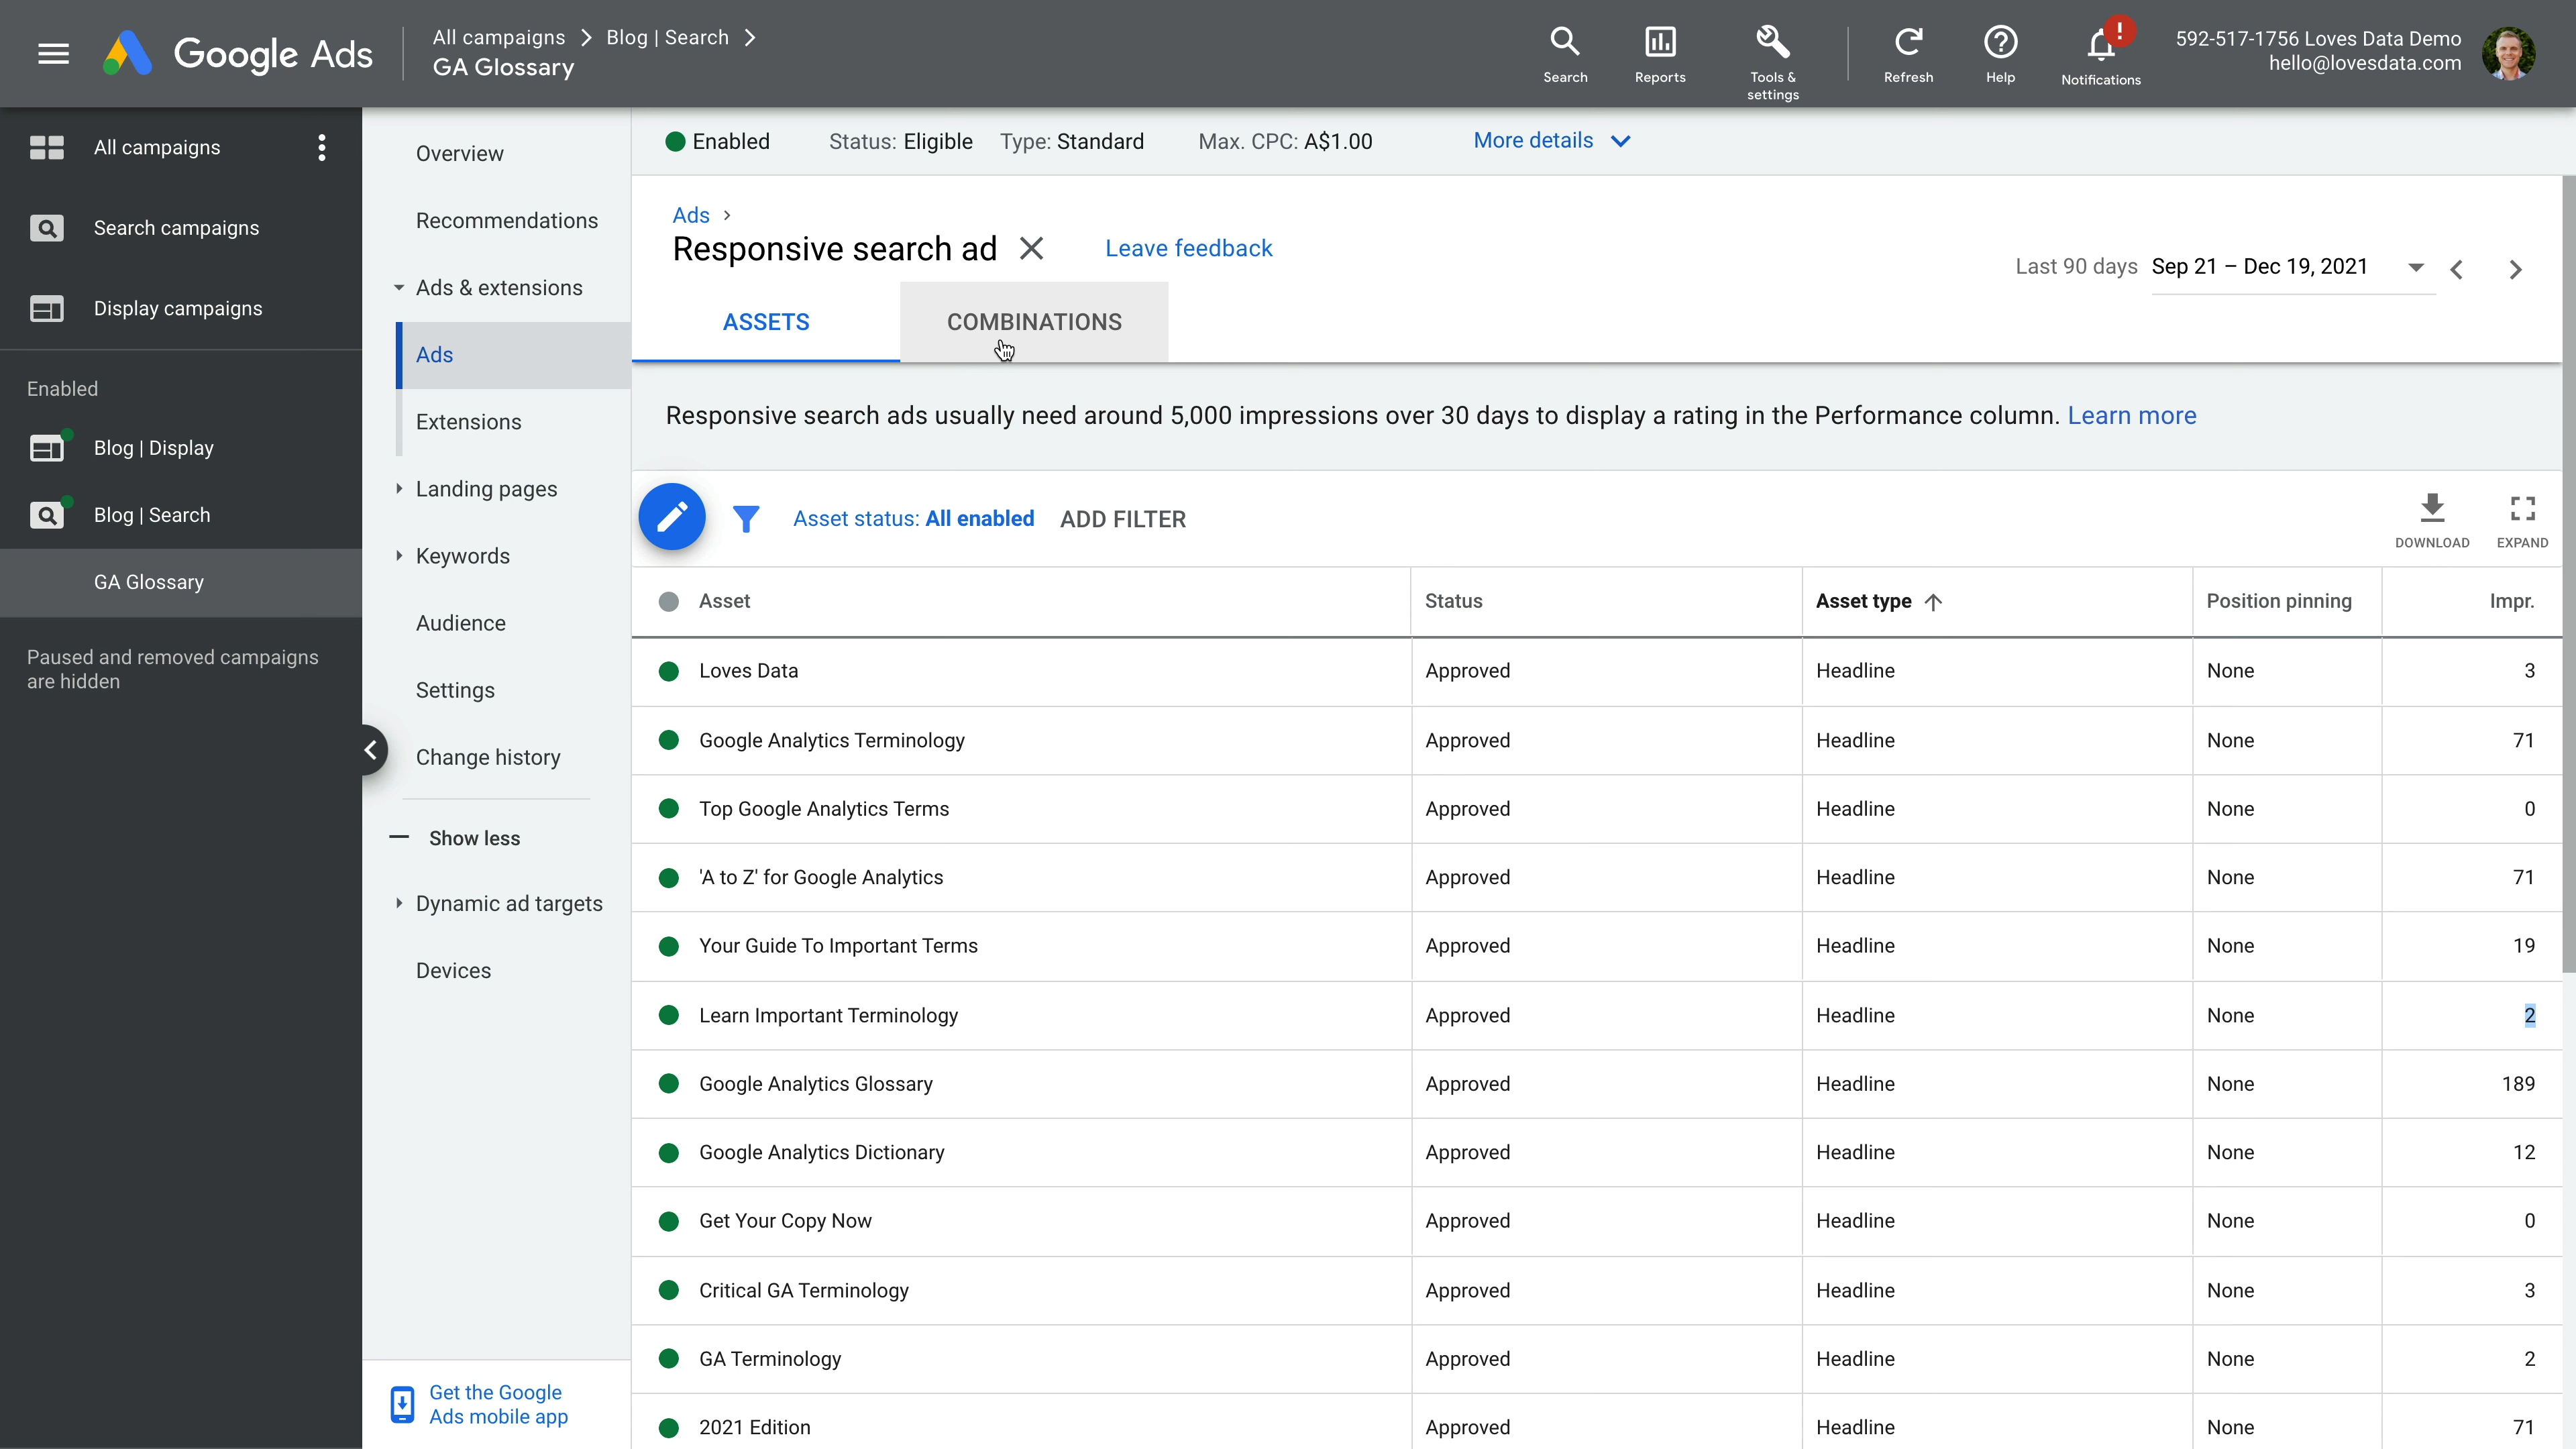 Google Ads
All campaigns > Blog | Search >
GA Glossary
Search
Reports
Tools &
settings
Refresh
Help
!
Notifications
592-517-1756 Loves Data Demo
hello@lovesdata.com
All campaigns
Search campaigns
Display campaigns
Enabled
Blog | Display
Blog | Search
GA Glossary
Paused and removed campaigns
are hidden
Overview
Recommendations
Ads & extensions
Ads
Extensions
Landing pages
Keywords
Audience
Settings
Change history
Show less
Dynamic ad targets
Devices
Get the Google
Ads mobile app
Enabled Status: Eligible Type: Standard Max. CPC: A$1.00 More details
Ads >
Responsive search ad Leave feedback
Last 90 days Sep 21 – Dec 19, 2021
ASSETS COMBINATIONS
Responsive search ads usually need around 5,000 impressions over 30 days to display a rating in the Performance column. Learn more
Asset status: All enabled ADD FILTER
DOWNLOAD EXPAND
Asset Status Asset type Position pinning Impr.
Loves Data Approved Headline None 3
Google Analytics Terminology Approved Headline None 71
Top Google Analytics Terms Approved Headline None 0
'A to Z' for Google Analytics Approved Headline None 71
Your Guide To Important Terms Approved Headline None 19
Learn Important Terminology Approved Headline None 2
Google Analytics Glossary Approved Headline None 189
Google Analytics Dictionary Approved Headline None 12
Get Your Copy Now Approved Headline None 0
Critical GA Terminology Approved Headline None 3
GA Terminology Approved Headline None 2
2021 Edition Approved Headline None 71